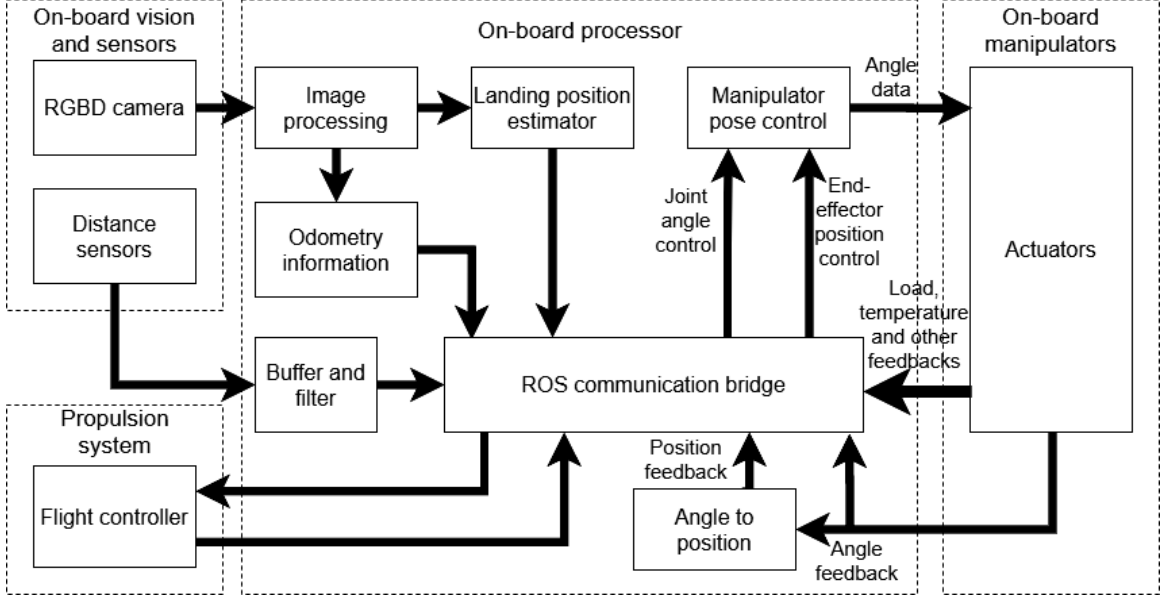 On-board vision
and sensors
RGBD camera
Distance
sensors
Propulsion
system
Flight controller
On-board processor
Image
processing
Landing position
estimator
Odometry
information
Buffer and
filter
ROS communication bridge
Manipulator
pose control
Joint
angle
control
End-
effector
position
control
Position
feedback
Angle to
position
Angle
feedback
Angle
data
Load,
temperature
and other
feedbacks
On-board
manipulators
Actuators